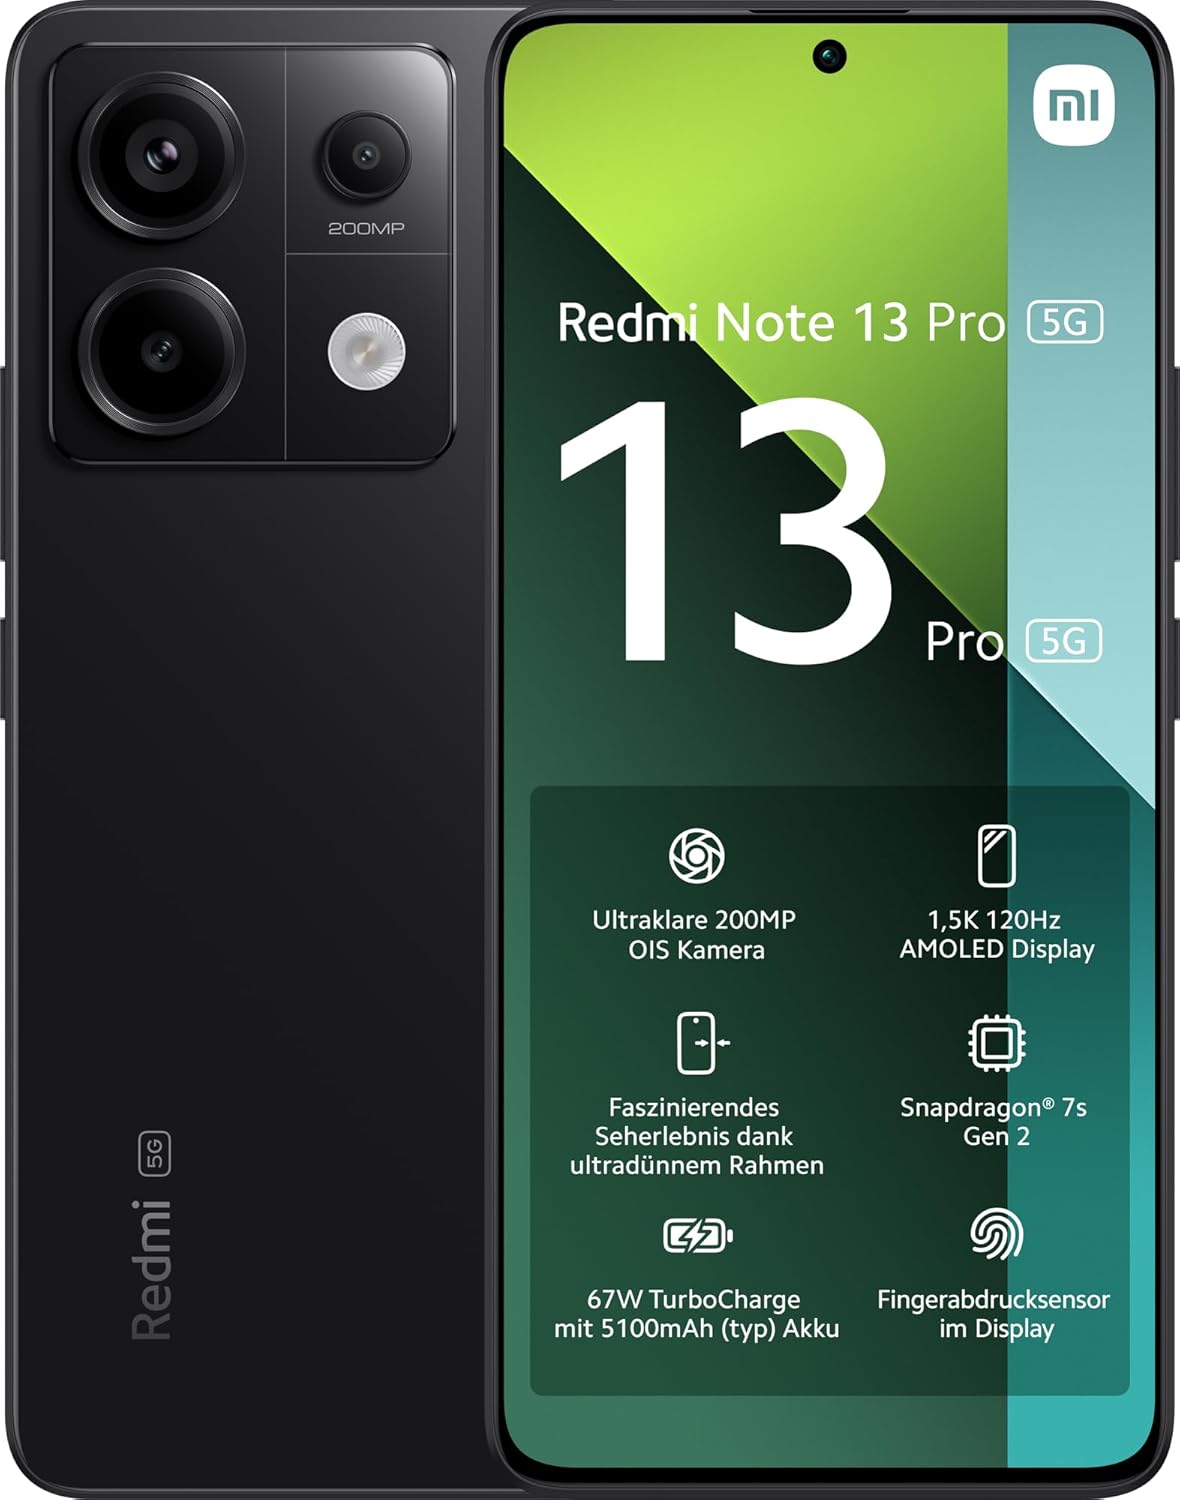 200MP
Redmi 5G
mi
Redmi Note 13 Pro 5G
13
Pro 5G
Ultraklare 200MP
OIS Kamera
1,5K 120Hz
AMOLED Display
Faszinierendes
Seherlebnis dank
ultradünnem Rahmen
Snapdragon® 7s
Gen 2
67W TurboCharge
mit 5100mAh (typ) Akku
Fingerabdrucksensor
im Display